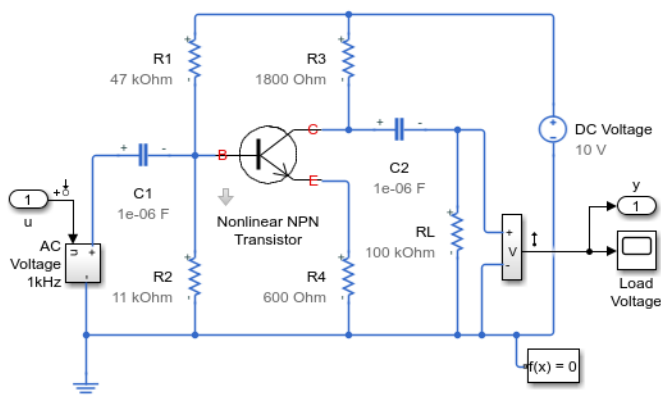 R1
47 kOhm
R3
1800 Ohm
C
+
-
DC Voltage
10 V
B
E
C1
1e-06 F
C2
1e-06 F
Nonlinear NPN
Transistor
1
u
AC
Voltage
1kHz
u
+
-
R2
11 kOhm
R4
600 Ohm
RL
100 kOhm
+
V
-
y
1
Load
Voltage
f(x) = 0